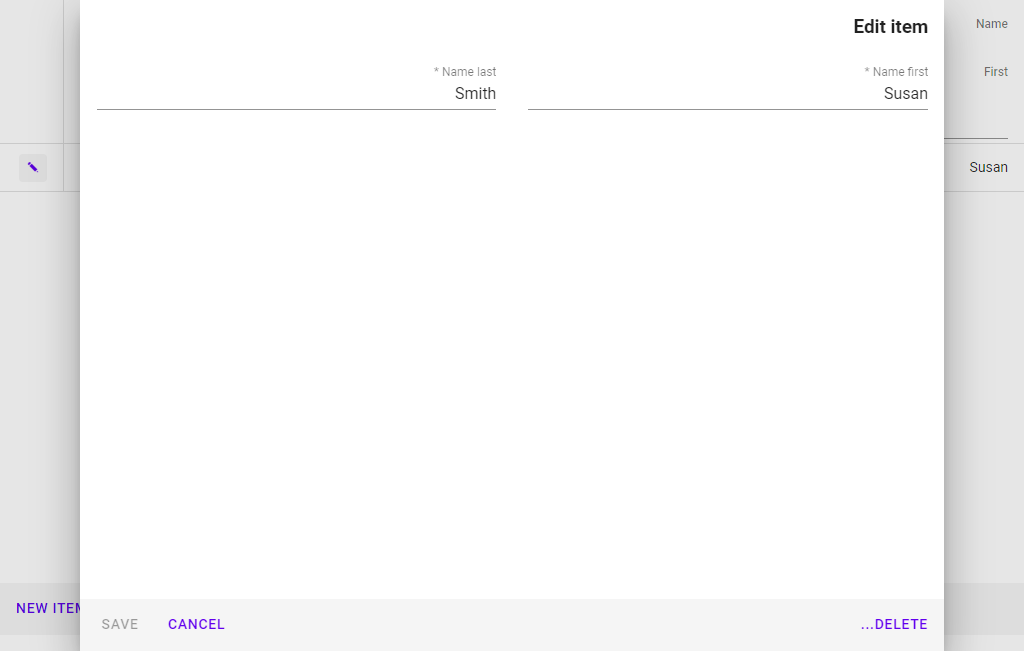 Edit item
Name
First
* Name first
Susan
* Name last
Smith
Susan
NEW ITEM
SAVE
CANCEL
...DELETE